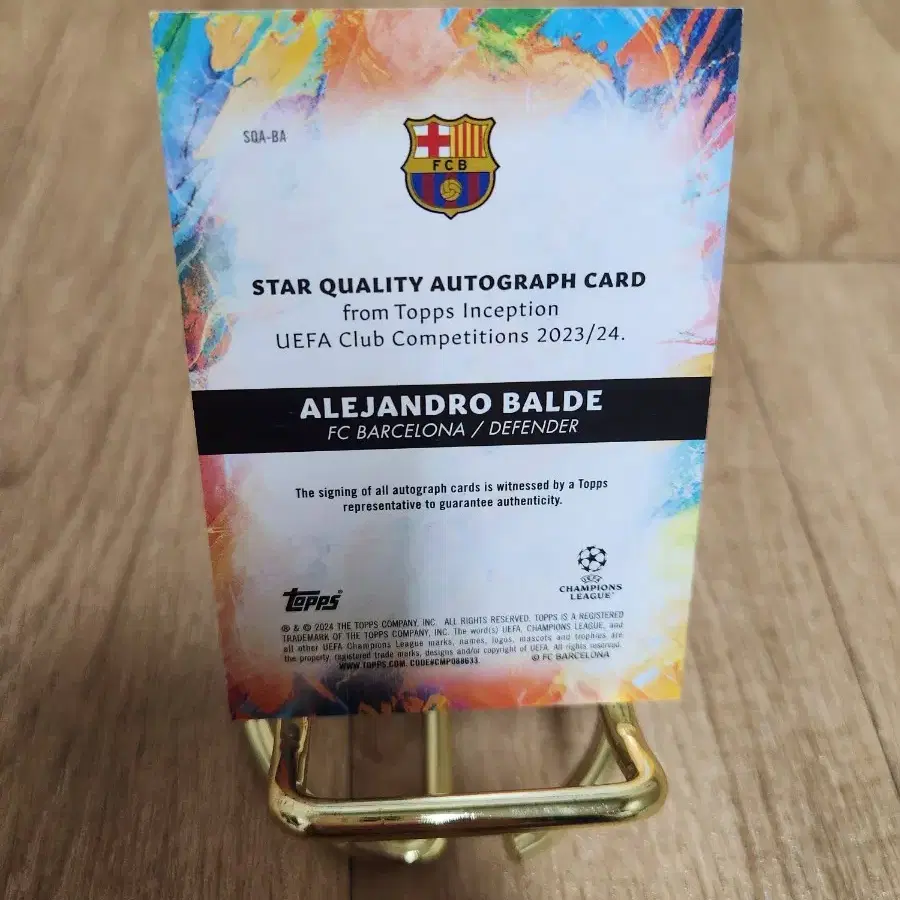 SQA-BA
FCB
STAR QUALITY AUTOGRAPH CARD
from Topps Inception
UEFA Club Competitions 2023/24.
ALEJANDRO BALDE
FC BARCELONA / DEFENDER
The signing of all autograph cards is witnessed by a Topps
representative to guarantee authenticity.
topps®
UEFA
CHAMPIONS
LEAGUE™
® & © 2024 THE TOPPS COMPANY, INC. ALL RIGHTS RESERVED. TOPPS IS A REGISTERED
TRADEMARK OF THE TOPPS COMPANY, INC. The word(s) UEFA, CHAMPIONS LEAGUE, and
all other UEFA Champions League marks, names, logos, mascots and trophies are
the property, registered trade marks, designs and/or copyright of UEFA. All rights reserved.
WWW.TOPPS.COM. CODE#CMP088633
© FC BARCELONA